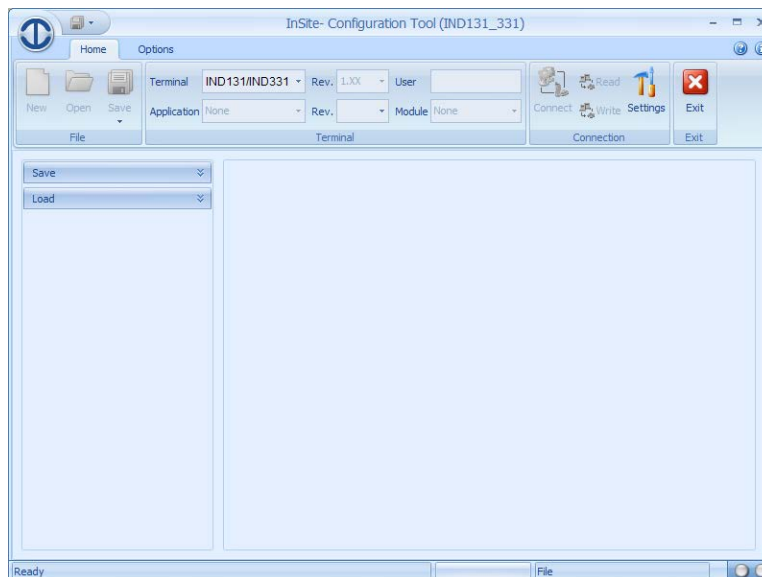 InSite- Configuration Tool (IND131_331)
Home Options
Terminal IND131/IND331 Rev. 1.XX User
New Open Save Application None Rev. Module None
Connect Read Write Settings Exit
File Terminal Connection Exit
Save
Load
Ready File